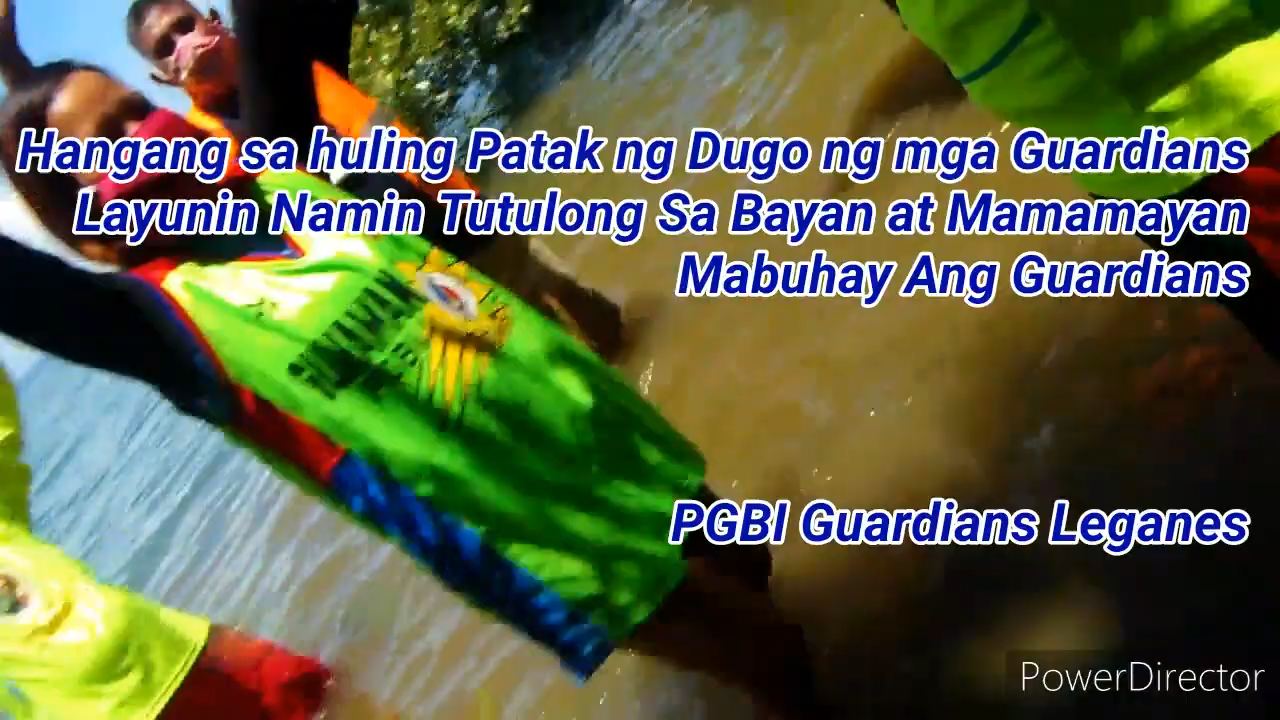 Hangang sa huling Patak ng Dugo ng mga Guardians
Layunin Namin Tutulong Sa Bayan at Mamamayan
Mabuhay Ang Guardians
PGBI Guardians Leganes
PowerDirector